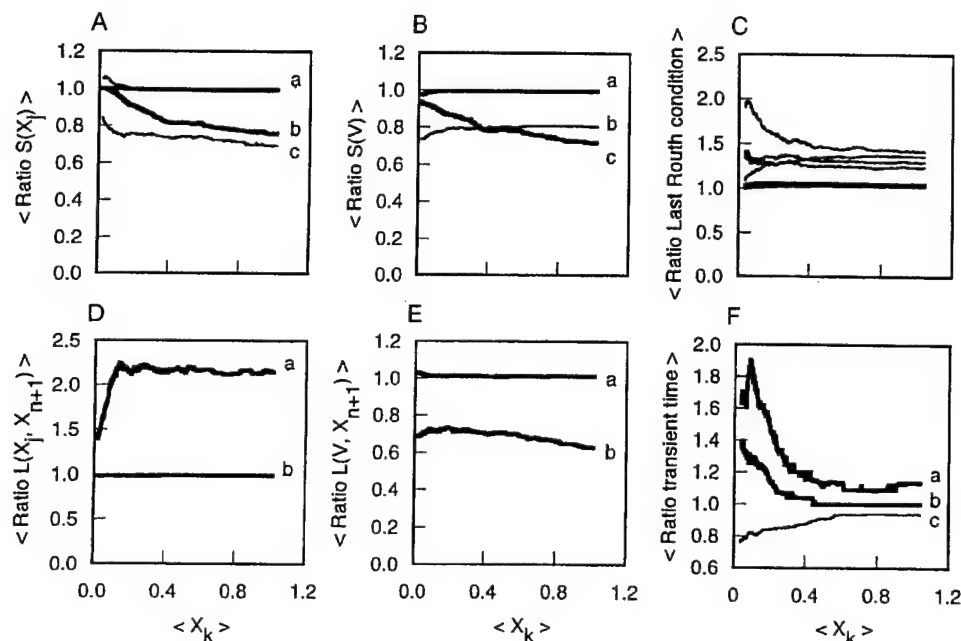 A
B
C
< Ratio S(Xj) >
1.2
1.0
0.8
0.6
0.4
0.2
0.0
a
b
c
< Ratio S(V) >
1.2
1.0
0.8
0.6
0.4
0.2
0.0
a
b
c
< Ratio Last Routh condition >
2.5
2.0
1.5
1.0
0.5
D
E
F
< Ratio L(Xj, Xn+1) >
2.5
2.0
1.5
1.0
0.5
0.0
a
b
0.0 0.4 0.8 1.2
< Xk >
< Ratio L(V, Xn+1) >
1.2
1.0
0.8
0.6
0.4
0.2
0.0
a
b
0.0 0.4 0.8 1.2
< Xk >
< Ratio transient time >
2.0
1.8
1.6
1.4
1.2
1.0
0.8
0.6
a
b
c
0 0.4 0.8 1.2
< Xk >